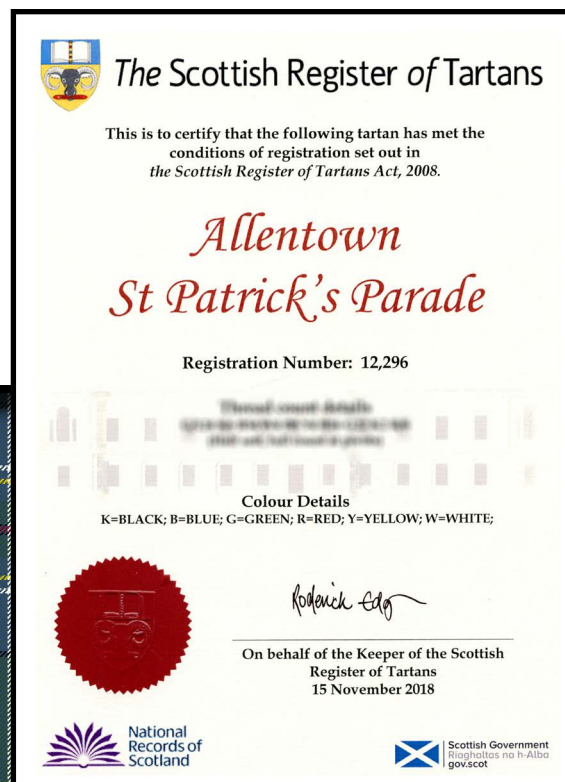 The Scottish Register of Tartans
This is to certify that the following tartan has met the
conditions of registration set out in
the Scottish Register of Tartans Act, 2008.
Allentown
St Patrick's Parade
Registration Number: 12,296
Thread count details
Colour Details
K=BLACK; B=BLUE; G=GREEN; R=RED; Y=YELLOW; W=WHITE;
On behalf of the Keeper of the Scottish
Register of Tartans
15 November 2018
National
Records of
Scotland
Scottish Government
Riaghaltas na h-Alba
gov.scot